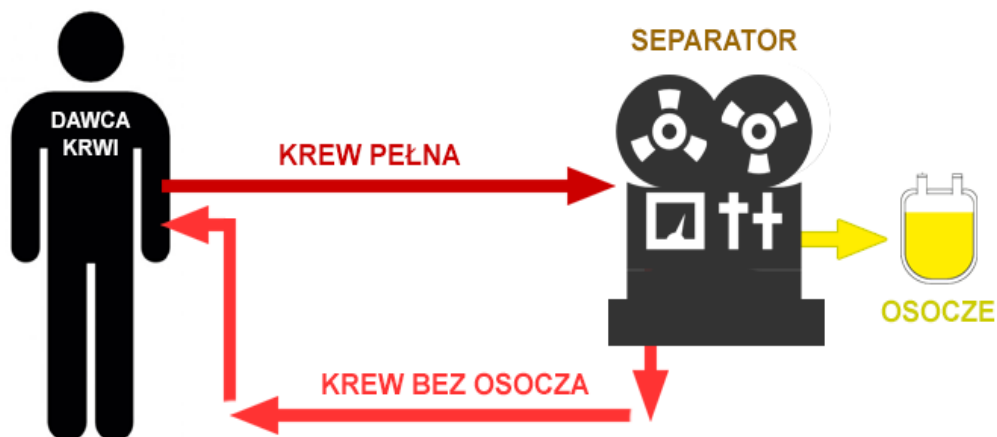 SEPARATOR
DAWCA
KRWI
KREW PEŁNA
OSOCZE
KREW BEZ OSOCZA